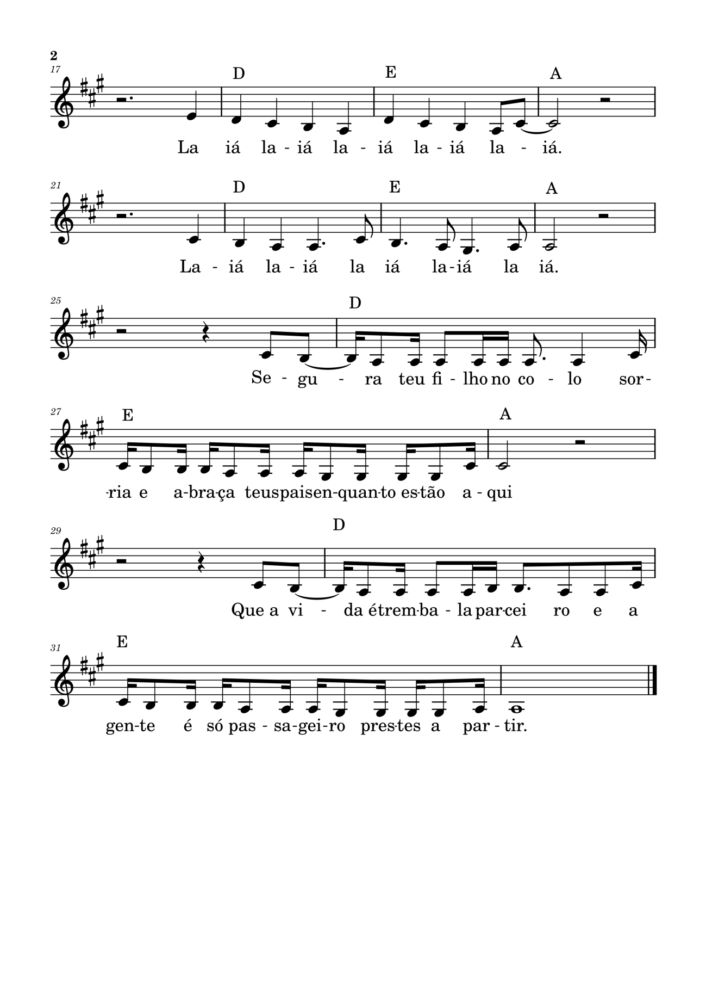 2
17
D E A
La iá la - iá la - iá la - iá la - iá.
21
D E A
La - iá la - iá la iá la - iá la iá.
25
D
Se - gu - ra teu fi - lho no co - lo sor -
27
E A
- ria e a - bra - ça teus pais en - quan - to es - tão a - qui
29
D
Que a vi - da é trem - ba - la par - cei ro e a
31
E A
gen - te é só pas - sa - gei - ro pres - tes a par - tir.